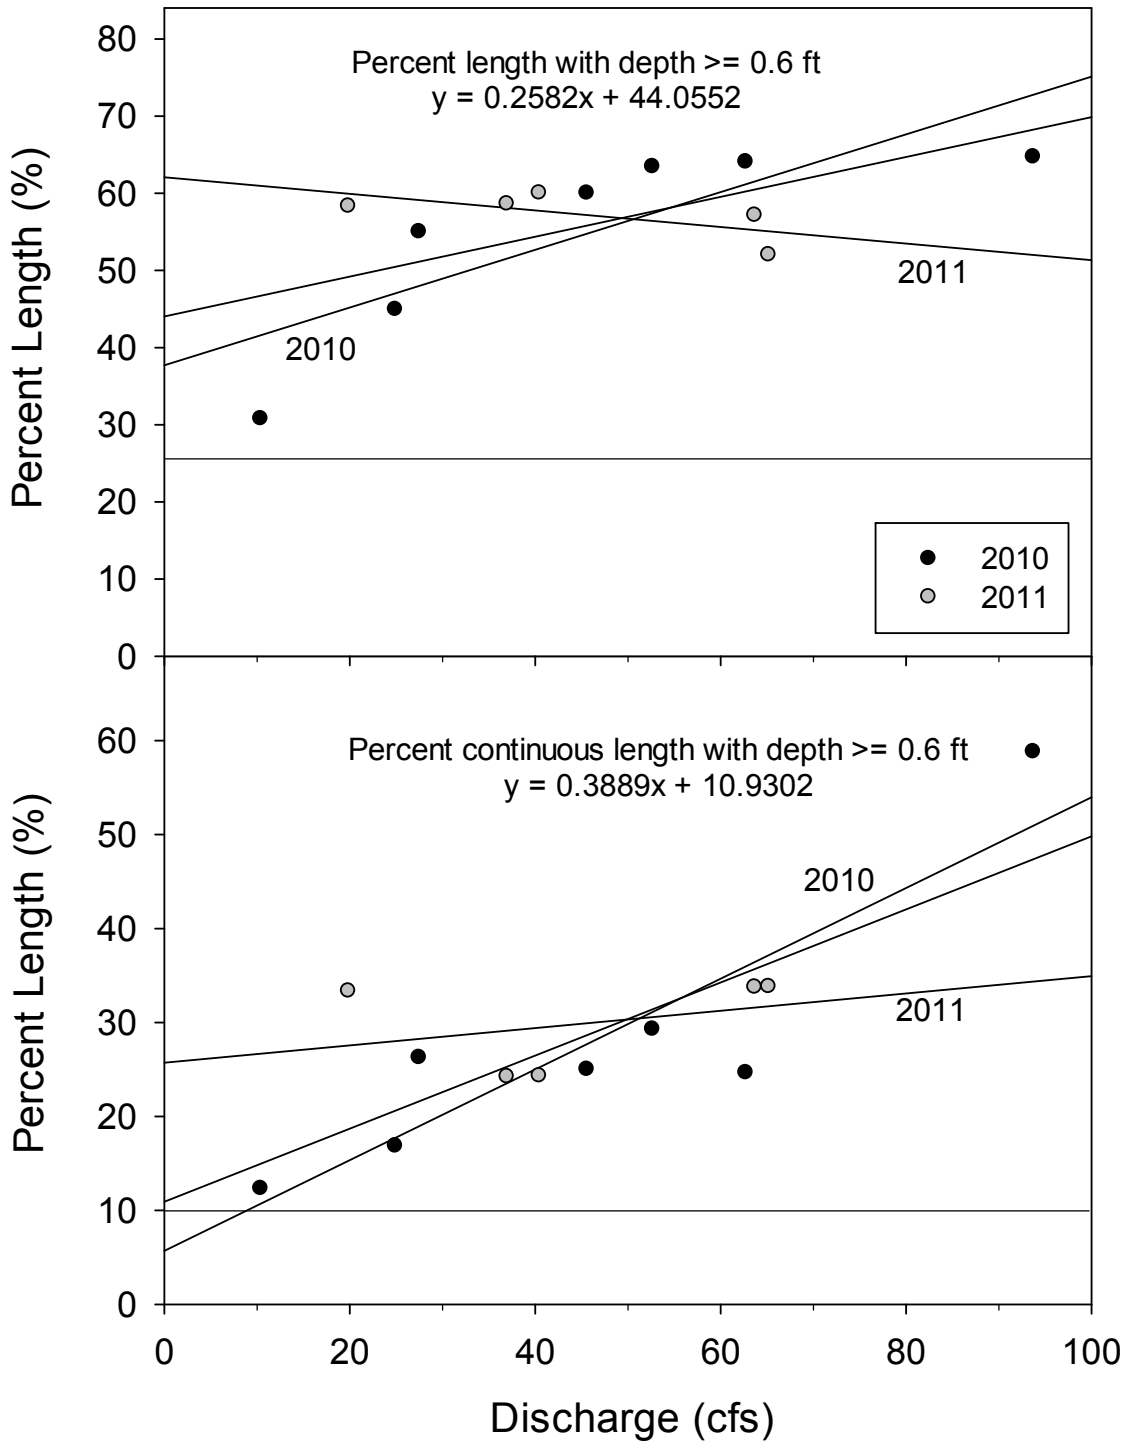 80
Percent length with depth >= 0.6 ft
y = 0.2582x + 44.0552
70
60
50
40
30
20
10
0
Percent Length (%)
2011
2010
2010
2011
60
Percent continuous length with depth >= 0.6 ft
y = 0.3889x + 10.9302
50
40
30
20
10
0
Percent Length (%)
2010
2011
0 20 40 60 80 100
Discharge (cfs)